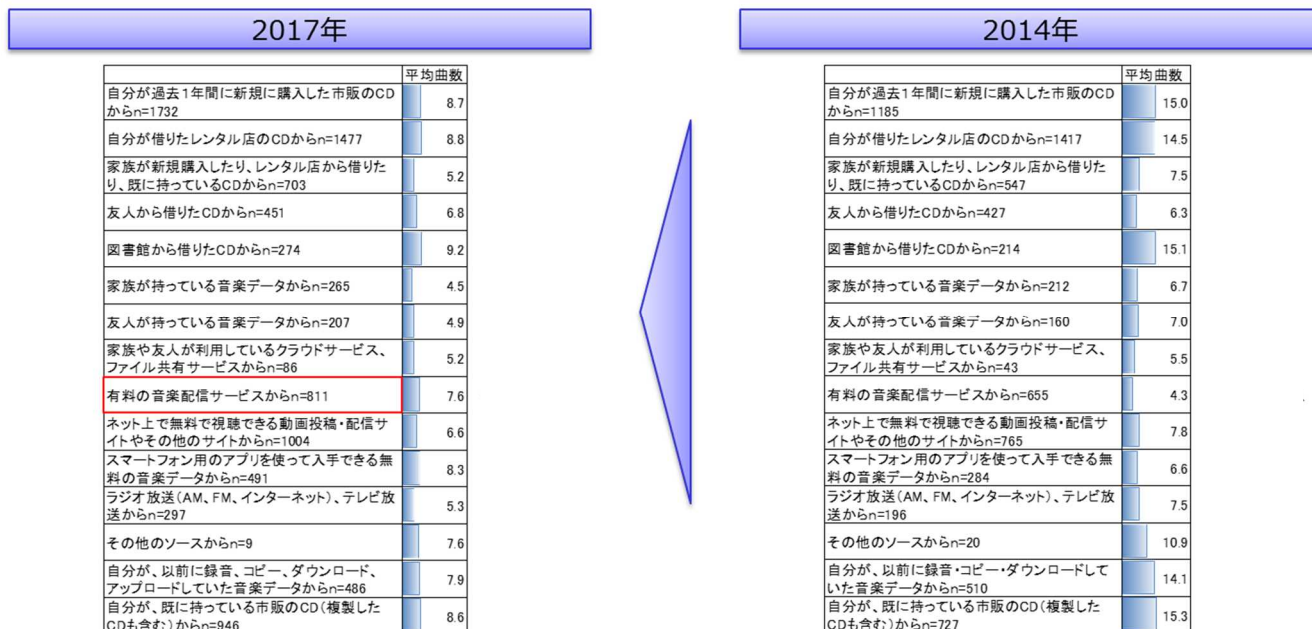 2017年
平均曲数
自分が過去1年間に新規に購入した市販のCD
からn=1732
8.7
自分が借りたレンタル店のCDからn=1477
8.8
家族が新規購入したり、レンタル店から借りた
り、既に持っているCDからn=703
5.2
友人から借りたCDからn=451
6.8
図書館から借りたCDからn=274
9.2
家族が持っている音楽データからn=265
4.5
友人が持っている音楽データからn=207
4.9
家族や友人が利用しているクラウドサービス、
ファイル共有サービスからn=86
5.2
有料の音楽配信サービスからn=811
7.6
ネット上で無料で視聴できる動画投稿・配信サ
イトやその他のサイトからn=1004
6.6
スマートフォン用のアプリを使って入手できる無
料の音楽データからn=491
8.3
ラジオ放送(AM、FM、インターネット)、テレビ放
送からn=297
5.3
その他のソースからn=9
7.6
自分が、以前に録音、コピー、ダウンロード、
アップロードしていた音楽データからn=486
7.9
自分が、既に持っている市販のCD(複製した
CDも含む)からn=946
8.6
2014年
平均曲数
自分が過去1年間に新規に購入した市販のCD
からn=1185
15.0
自分が借りたレンタル店のCDからn=1417
14.5
家族が新規購入したり、レンタル店から借りた
り、既に持っているCDからn=547
7.5
友人から借りたCDからn=427
6.3
図書館から借りたCDからn=214
15.1
家族が持っている音楽データからn=212
6.7
友人が持っている音楽データからn=160
7.0
家族や友人が利用しているクラウドサービス、
ファイル共有サービスからn=43
5.5
有料の音楽配信サービスからn=655
4.3
ネット上で無料で視聴できる動画投稿・配信サ
イトやその他のサイトからn=765
7.8
スマートフォン用のアプリを使って入手できる無
料の音楽データからn=284
6.6
ラジオ放送(AM、FM、インターネット)、テレビ放
送からn=196
7.5
その他のソースからn=20
10.9
自分が、以前に録音・コピー・ダウンロードして
いた音楽データからn=510
14.1
自分が、既に持っている市販のCD(複製した
CDも含む)からn=727
15.3